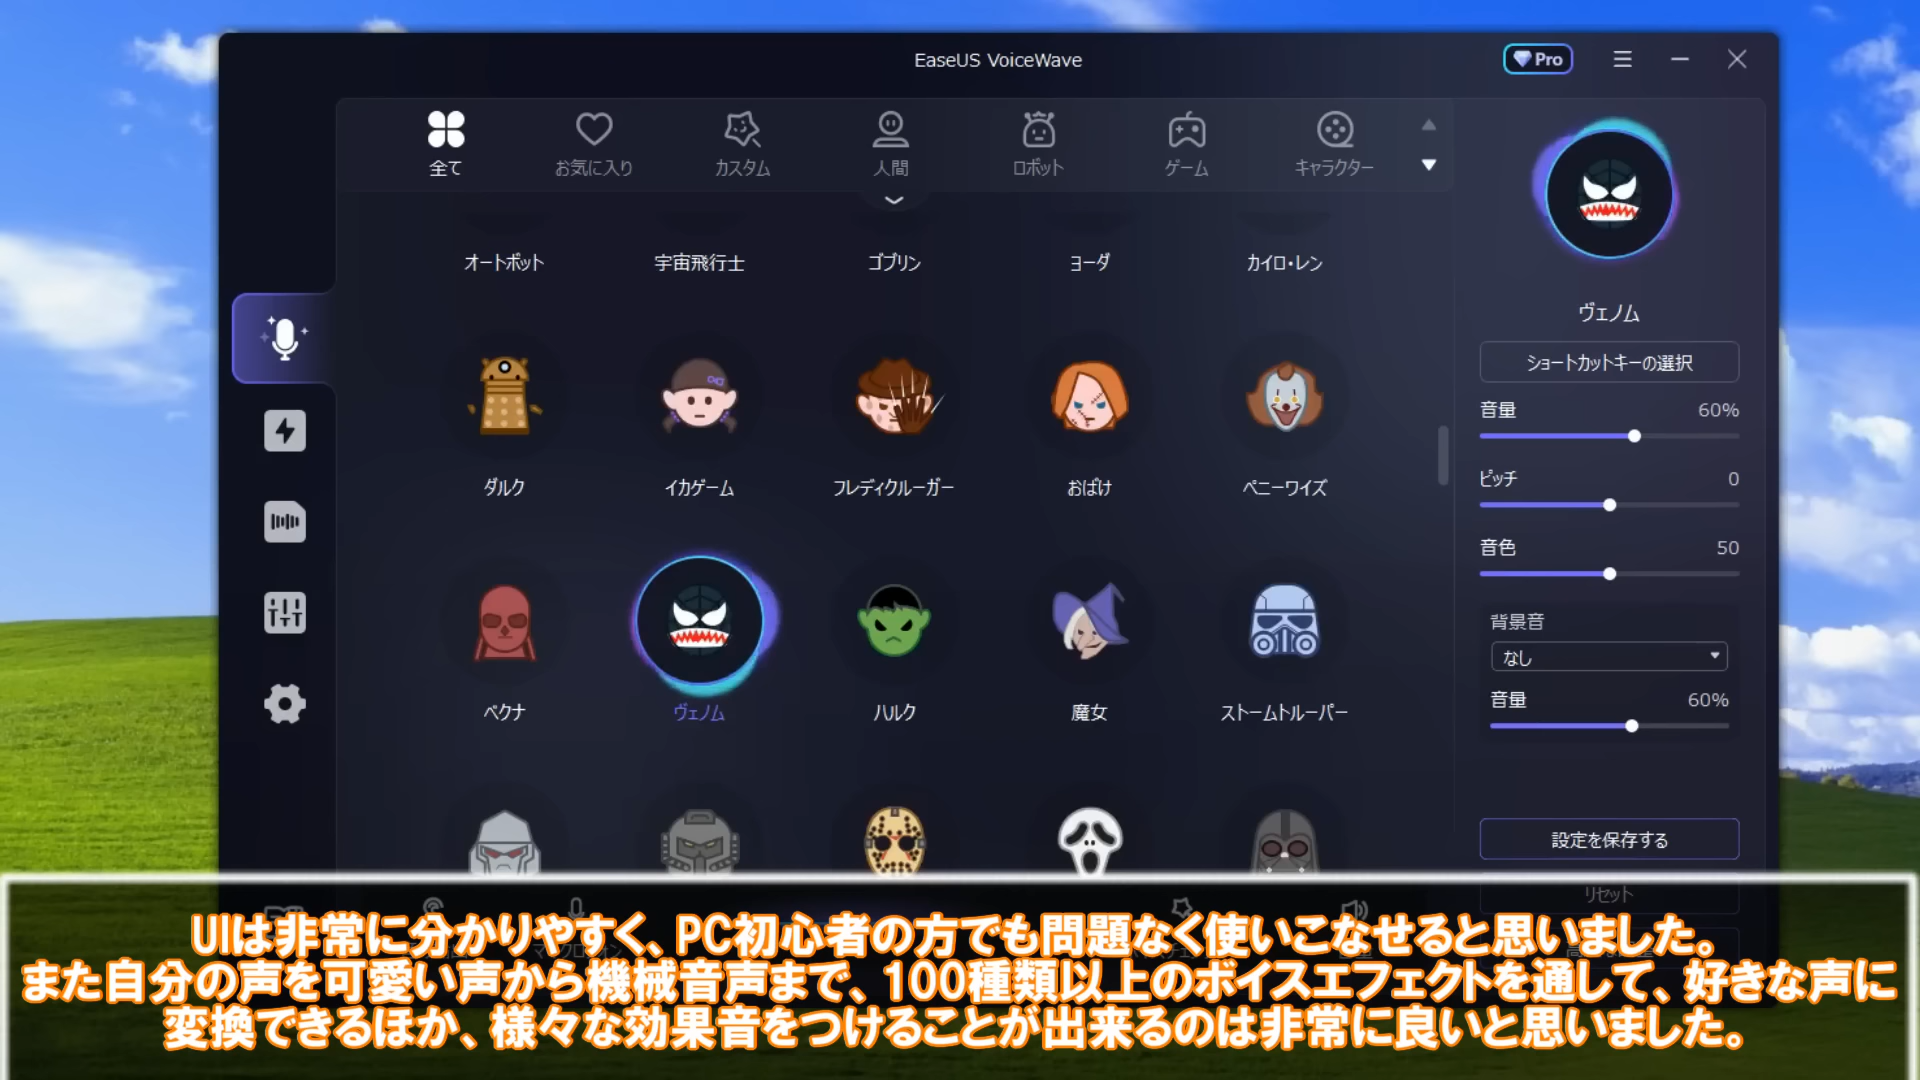 EaseUS VoiceWave
Pro
全て
お気に入り
カスタム
人間
ロボット
ゲーム
キャラクター
オートボット
宇宙飛行士
ゴブリン
ヨーダ
カイロ・レン
ダルク
イカゲーム
フレディクルーガー
おばけ
ペニーワイズ
ベクナ
ヴェノム
ハルク
魔女
ストームトルーパー
ヴェノム
ショートカットキーの選択
音量 60%
ピッチ 0
音色 50
背景音
なし
音量 60%
設定を保存する
リセット
UIは非常に分かりやすく、PC初心者の方でも問題なく使いこなせると思いました。
また自分の声を可愛い声から機械音声まで、100種類以上のボイスエフェクトを通して、好きな声に
変換できるほか、様々な効果音をつけることが出来るのは非常に良いと思いました。